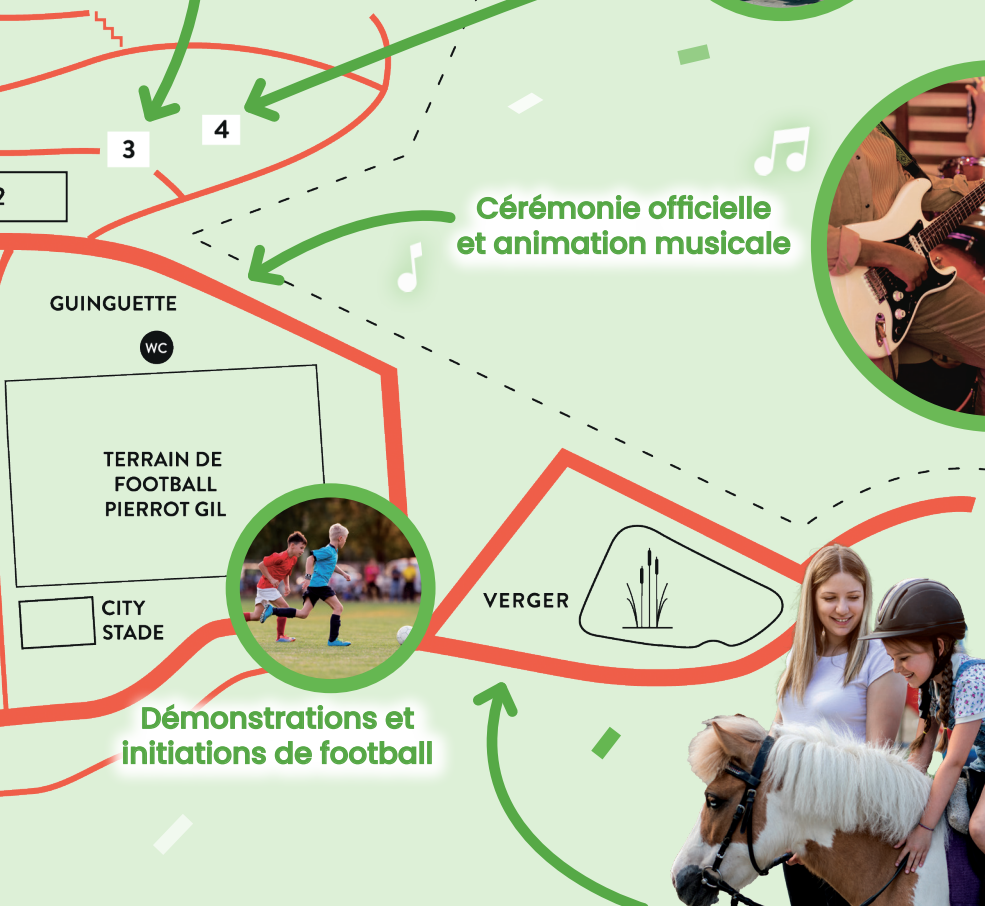 4
3
2
Cérémonie officielle
et animation musicale
GUINGUETTE
WC
TERRAIN DE
FOOTBALL
PIERROT GIL
CITY
STADE
VERGER
Démonstrations et
initiations de football